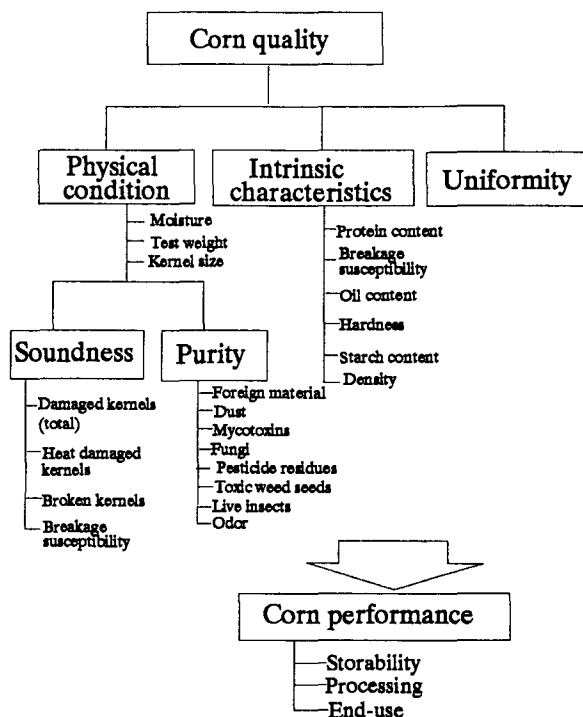 Corn quality
Physical
condition
Intrinsic
characteristics
Uniformity
Moisture
Test weight
Kernel size
Protein content
Breakage
susceptibility
Oil content
Hardness
Starch content
Density
Soundness
Purity
Damaged kernels
(total)
Heat damaged
kernels
Broken kernels
Breakage
susceptibility
Foreign material
Dust
Mycotoxins
Fungi
Pesticide residues
Toxic weed seeds
Live insects
Odor
Corn performance
Storability
Processing
End-use